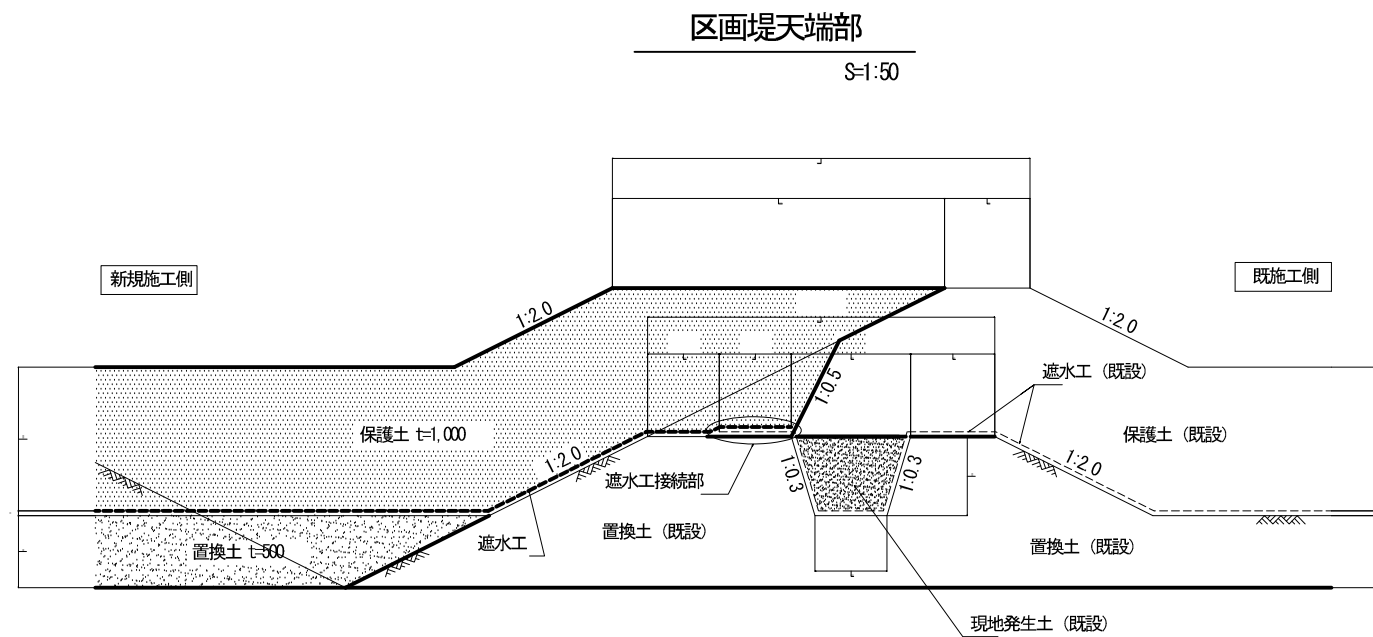 区画堤天端部
S=1:50
新規施工側
既施工側
1:2.0
1:2.0
1:0.5
遮水工（既設）
保護土 t=1,000
保護土（既設）
1:2.0
1:2.0
遮水工接続部
1:0.3
1:0.3
置換土（既設）
置換土 t=500
遮水工
置換土（既設）
現地発生土（既設）